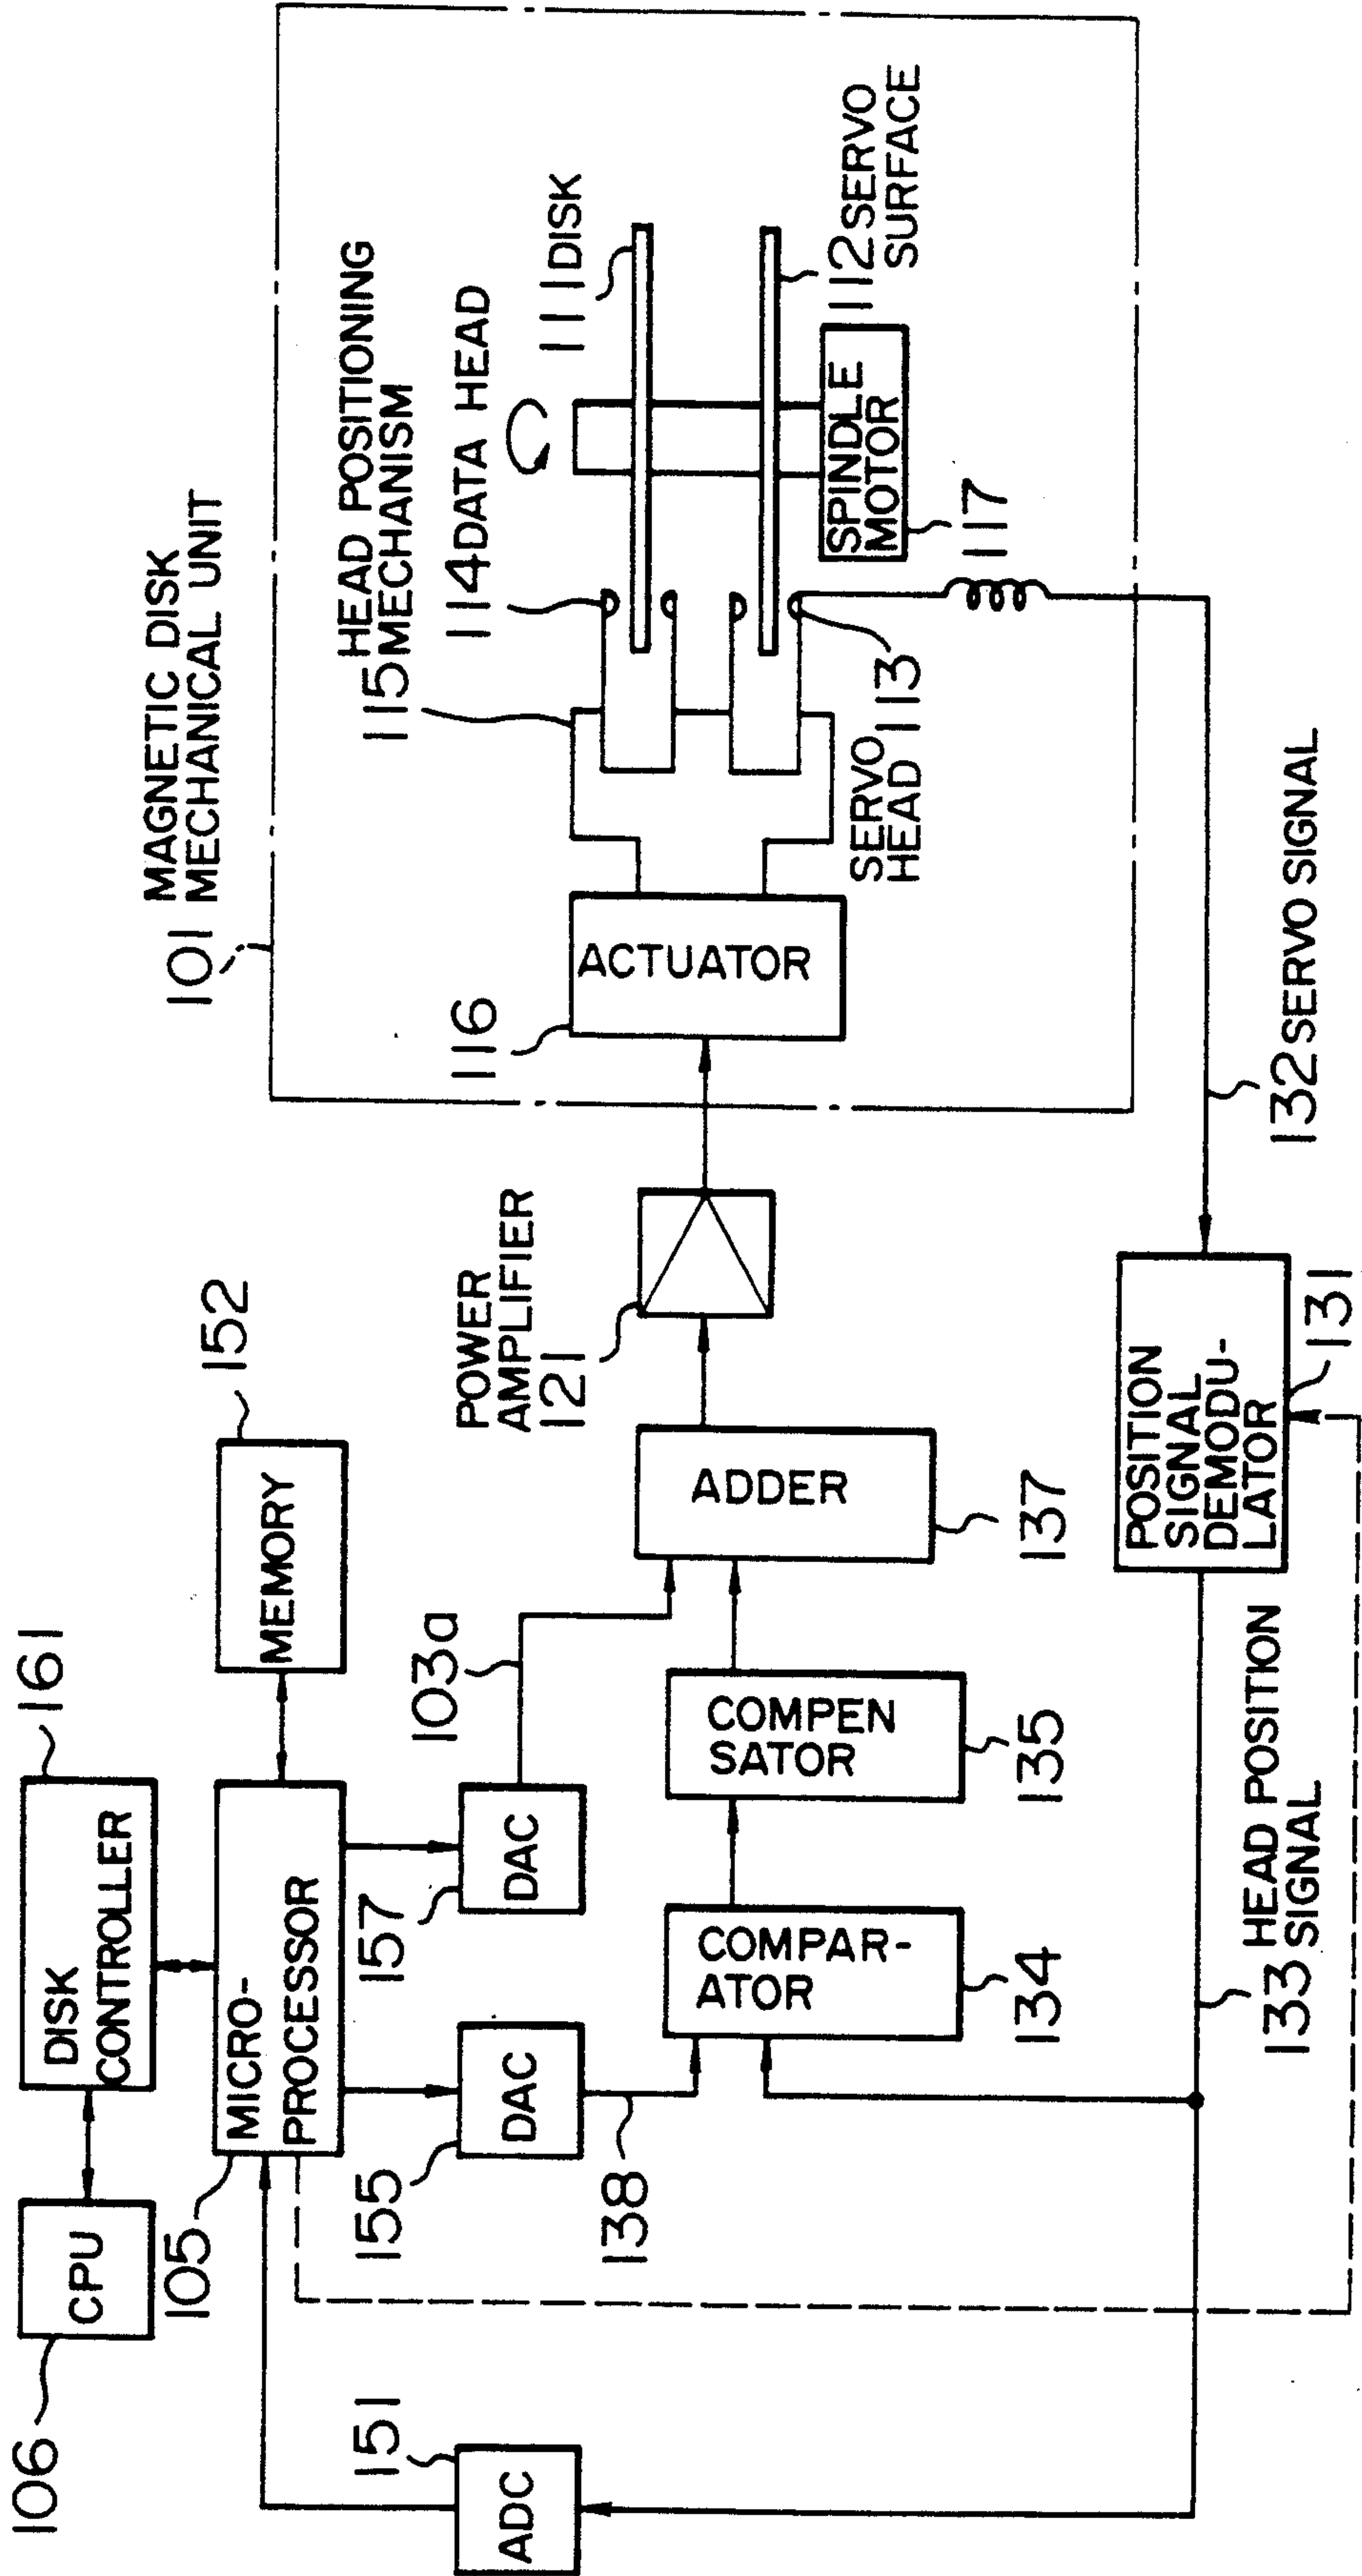 106
CPU
161
DISK
CONTROLLER
105
MICRO-
PROCESSOR
152
MEMORY
151
ADC
155
DAC
138
157
DAC
103a
COMPAR-
ATOR
134
COMPEN
SATOR
135
ADDER
137
POWER
AMPLIFIER
121
101 MAGNETIC DISK
MECHANICAL UNIT
116
ACTUATOR
HEAD POSITIONING
115 MECHANISM
114 DATA HEAD
111 DISK
112 SERVO
SURFACE
SERVO
HEAD 113
SPINDLE
MOTOR
117
132 SERVO SIGNAL
POSITION
SIGNAL
DEMODU-
LATOR
131
133 HEAD POSITION
SIGNAL